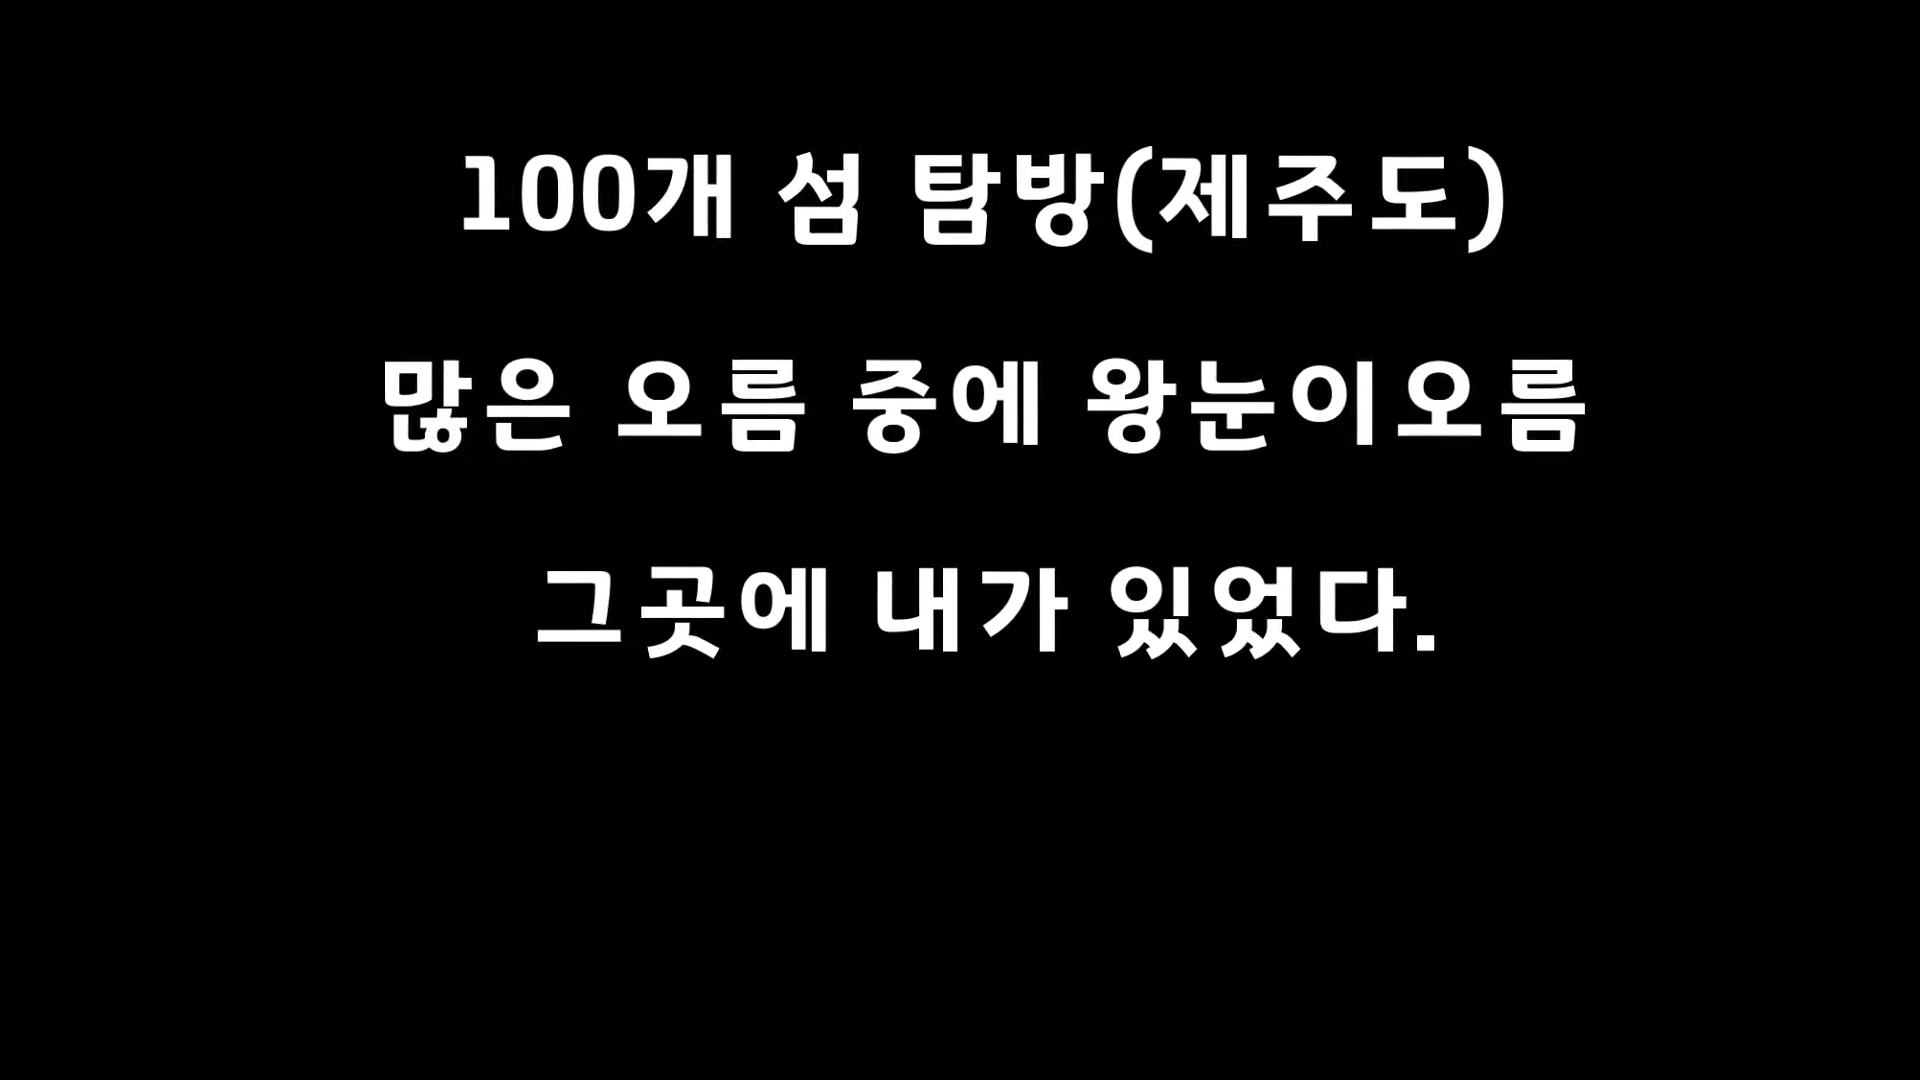 100개 섬 탐방(제주도)
많은 오름 중에 왕눈이오름
그곳에 내가 있었다.